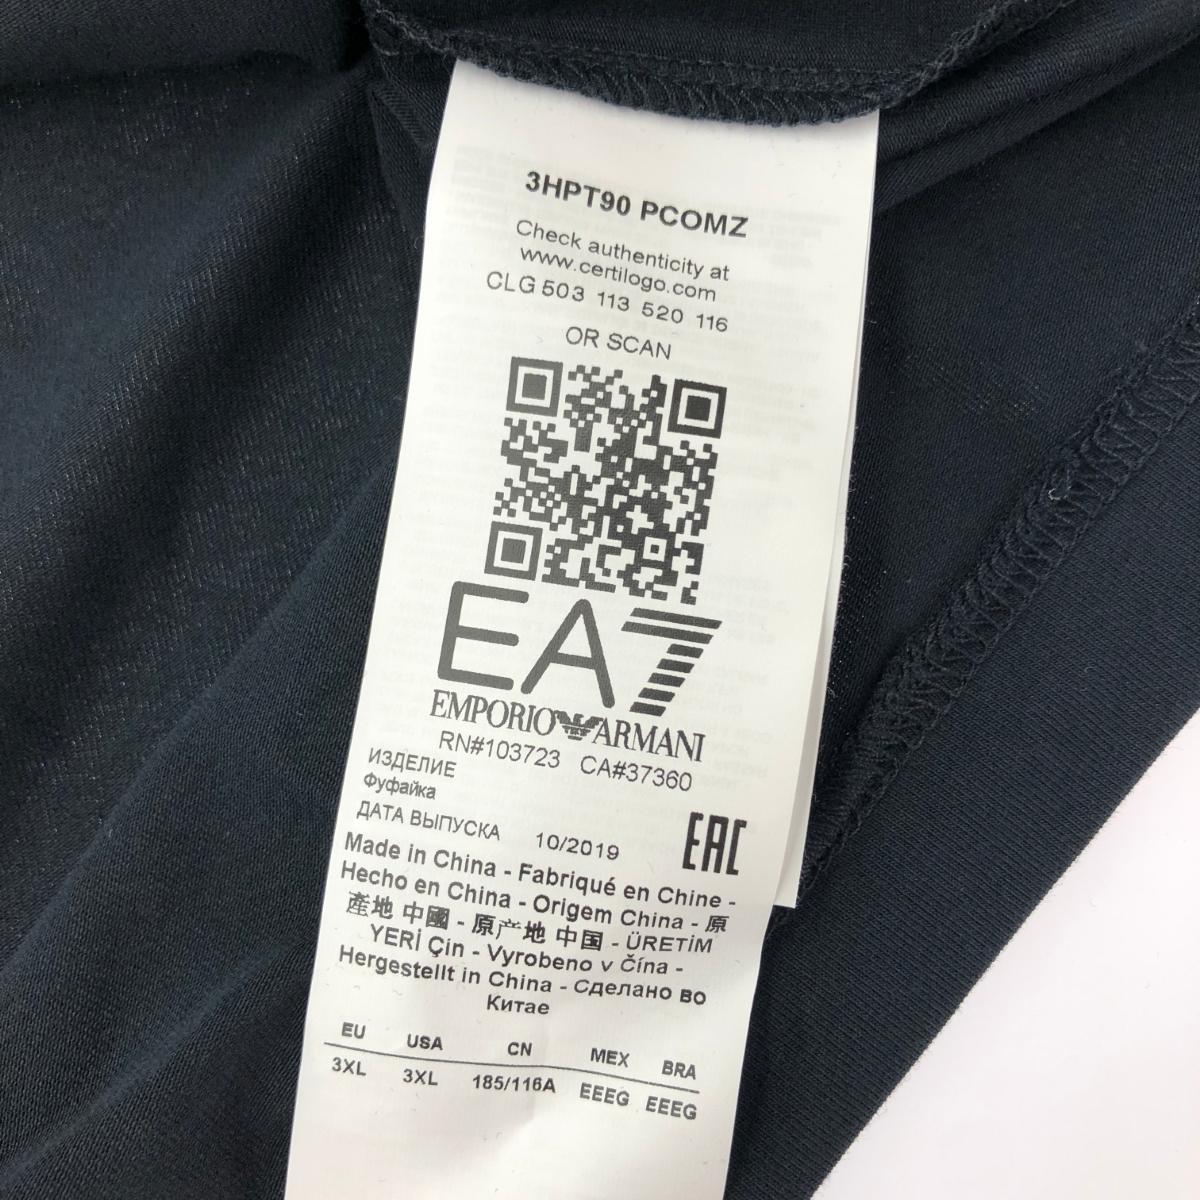 3HPT90 PCOMZ
Check authenticity at
www.certilogo.com
CLG 503 113 520 116
OR SCAN
EA7
EMPORIO ARMANI
RN#103723 CA#37360
ИЗДЕЛИЕ
Фуфайка
ДАТА ВЫПУСКА 10/2019
EAC
Made in China - Fabriqué en Chine -
Hecho en China - Origem China - 原
產地 中國 - 原产地 中国 - ÜRETİM
YERİ Çin - Vyrobeno v Čína -
Hergestellt in China - Сделано во
Китае
EU USA CN MEX BRA
3XL 3XL 185/116A EEEG EEEG